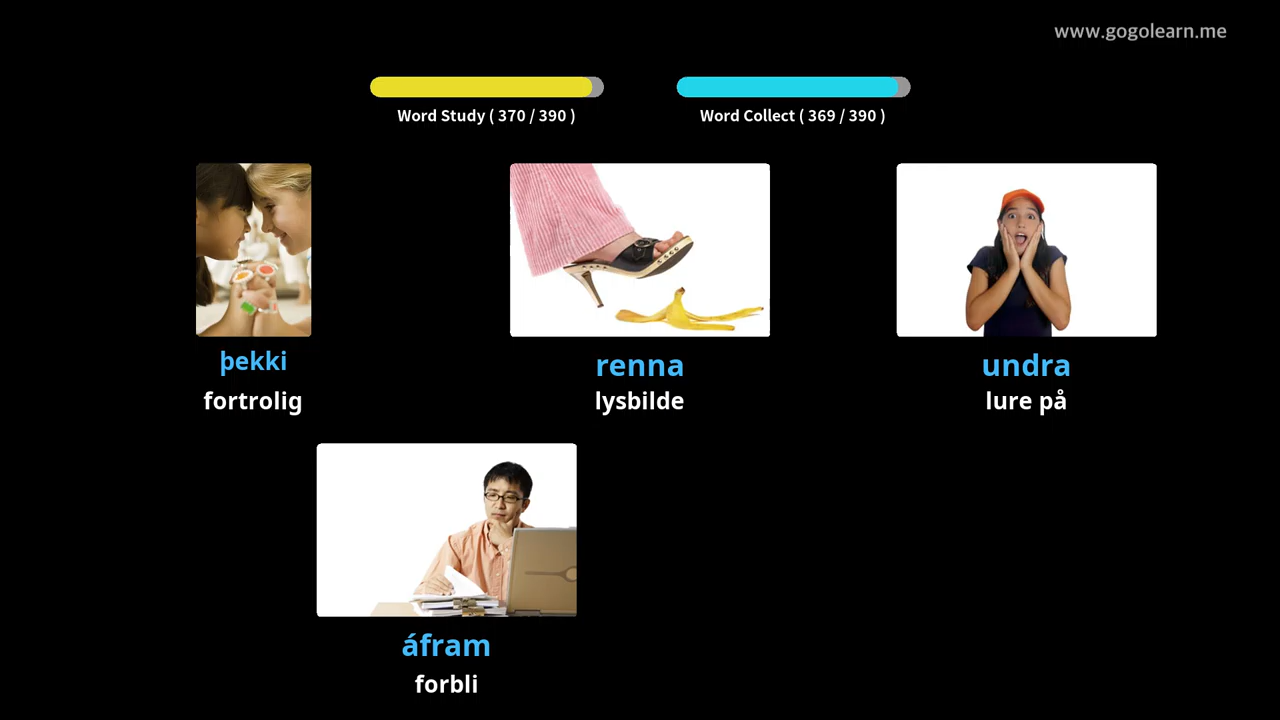 www.gogolearn.me
Word Study ( 370 / 390 )
Word Collect ( 369 / 390 )
þekki
fortrolig
renna
lysbilde
undra
lure på
áfram
forbli